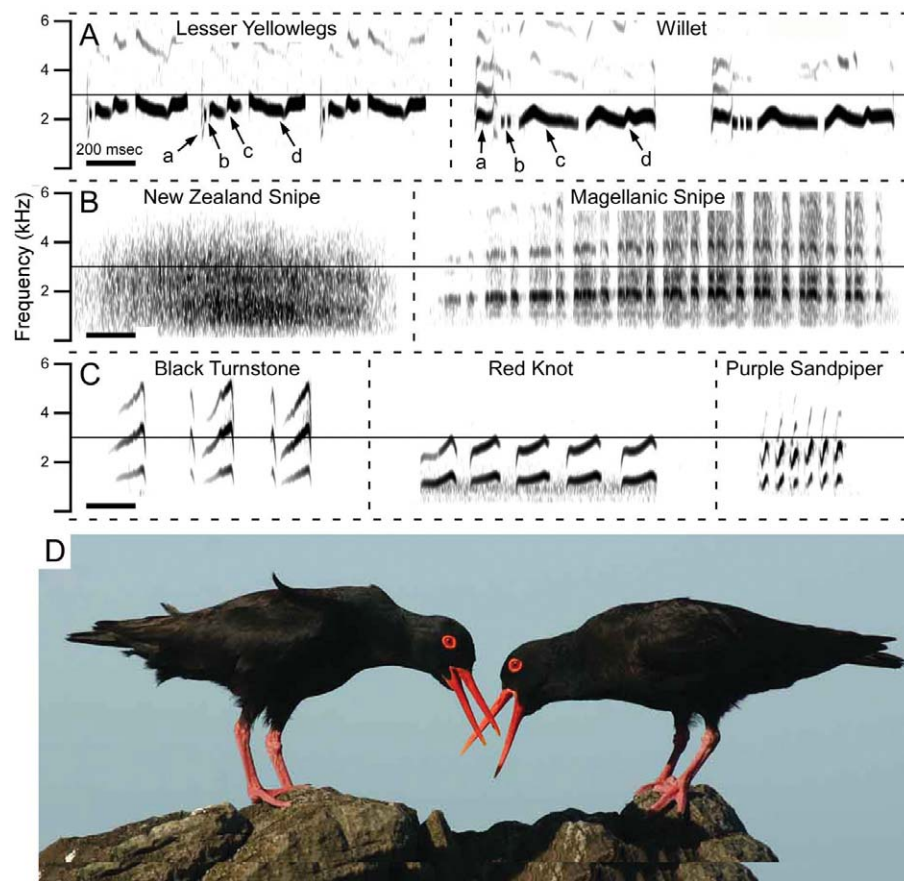 A
Lesser Yellowlegs
Willet
6
4
2
200 msec
a
b
c
d
a
b
c
d
B
New Zealand Snipe
Magellanic Snipe
6
4
2
Frequency (kHz)
C
Black Turnstone
Red Knot
Purple Sandpiper
6
4
2
D